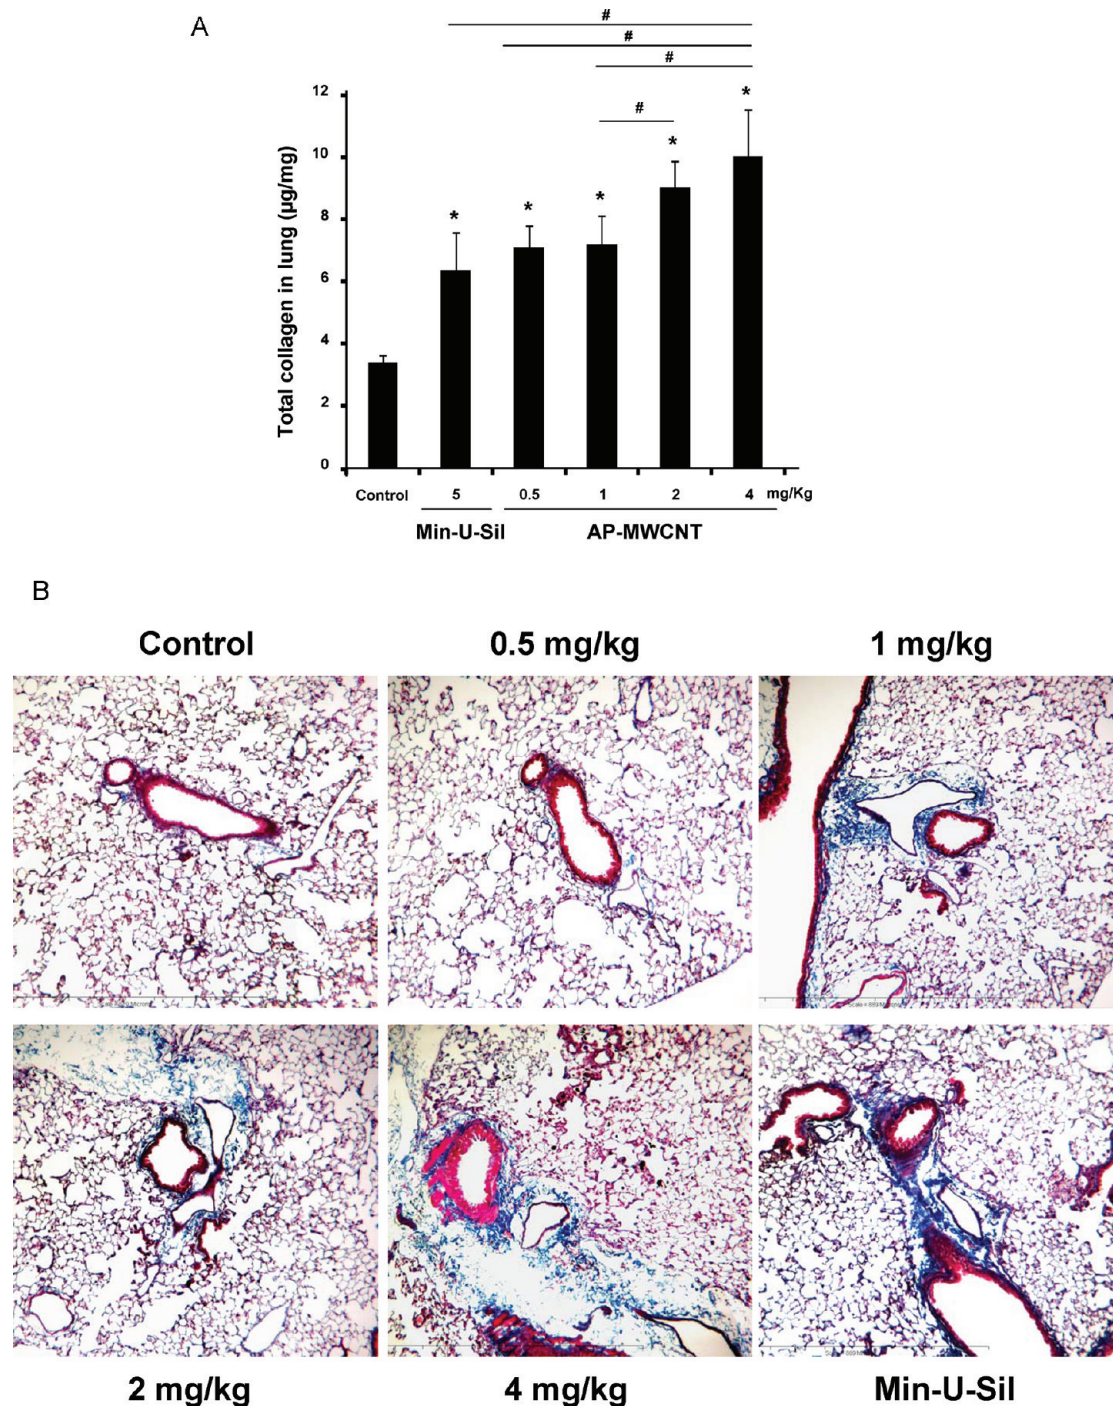 A
#
#
#
#
*
*
*
*
*
Total collagen in lung (µg/mg)
12
10
8
6
4
2
0
Control 5 0.5 1 2 4 mg/Kg
Min-U-Sil AP-MWCNT
B
Control 0.5 mg/kg 1 mg/kg
2 mg/kg 4 mg/kg Min-U-Sil